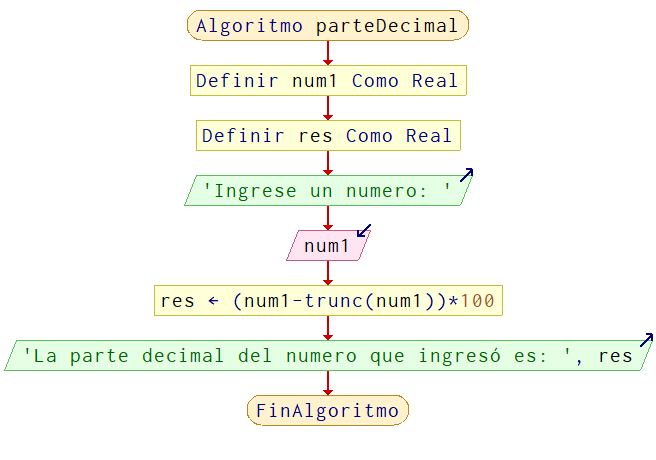 Algoritmo parteDecimal
Definir num1 Como Real
Definir res Como Real
'Ingrese un numero: '
num1
res ← (num1-trunc(num1))*100
'La parte decimal del numero que ingresó es: ', res
FinAlgoritmo